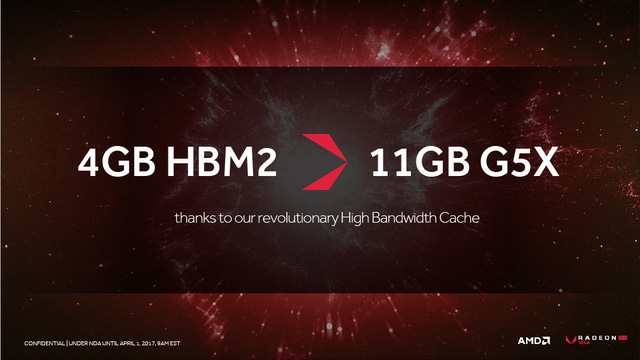 4GB HBM2 > 11GB G5X
thanks to our revolutionary High Bandwidth Cache
CONFIDENTIAL | UNDER NDA UNTIL APRIL 1, 2017, 9AM EST
AMD RADEON
VEGA